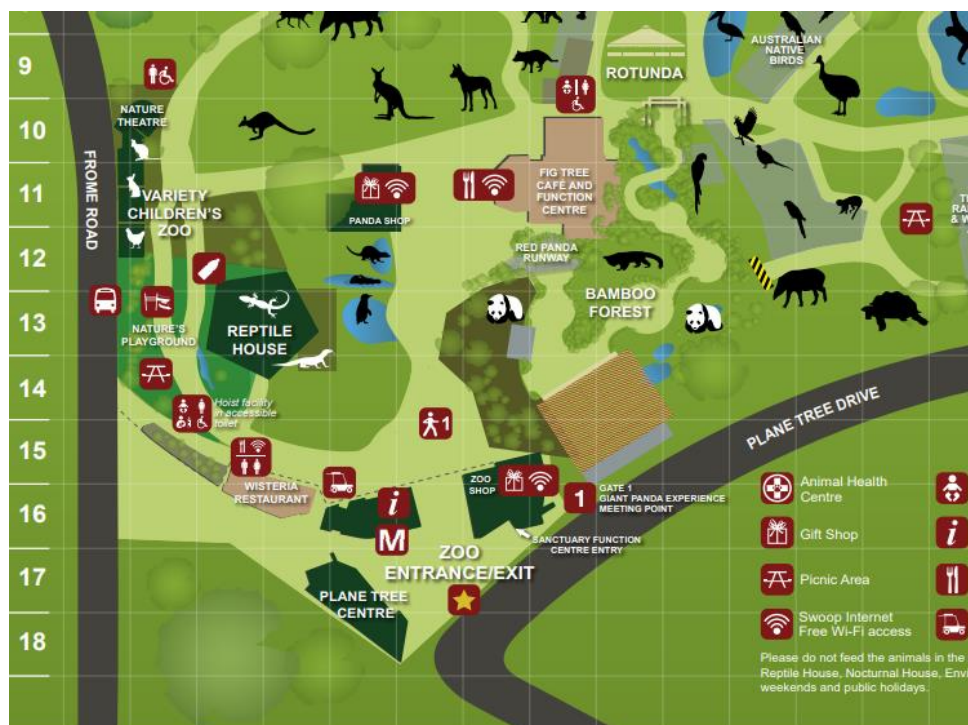 9
10
11
12
13
14
15
16
17
18
FROME ROAD
AUSTRALIAN
NATIVE
BIRDS
ROTUNDA
NATURE
THEATRE
VARIETY
CHILDREN'S
ZOO
PANDA SHOP
FIG TREE
CAFÉ AND
FUNCTION
CENTRE
RED PANDA
RUNWAY
BAMBOO
FOREST
NATURE'S
PLAYGROUND
REPTILE
HOUSE
Hoist facility
in accessible
toilet
1
PLANE TREE DRIVE
WISTERIA
RESTAURANT
i
M
ZOO
SHOP
1
GATE 1
GIANT PANDA EXPERIENCE
MEETING POINT
SANCTUARY FUNCTION
CENTRE ENTRY
ZOO
ENTRANCE/EXIT
PLANE TREE
CENTRE
Animal Health
Centre
Gift Shop
i
Picnic Area
Swoop Internet
Free Wi-Fi access
Please do not feed the animals in the
Reptile House, Nocturnal House,
weekends and public holidays.